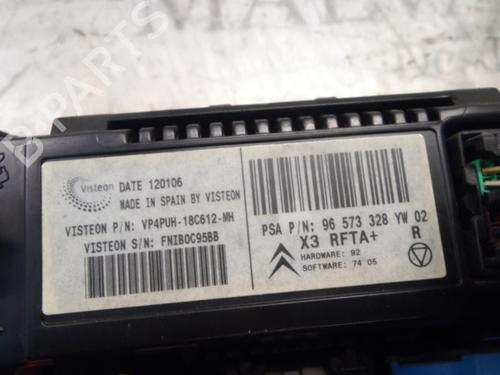 Visteon
DATE 120106
MADE IN SPAIN BY VISTEON
VISTEON P/N: VP4PUH-18C612-MH
VISTEON S/N: FNIB0C95BB
PSA P/N: 96 573 328 YW 02
X3 RFTA+ R
HARDWARE: 92
SOFTWARE: 74 05
B-PARTS